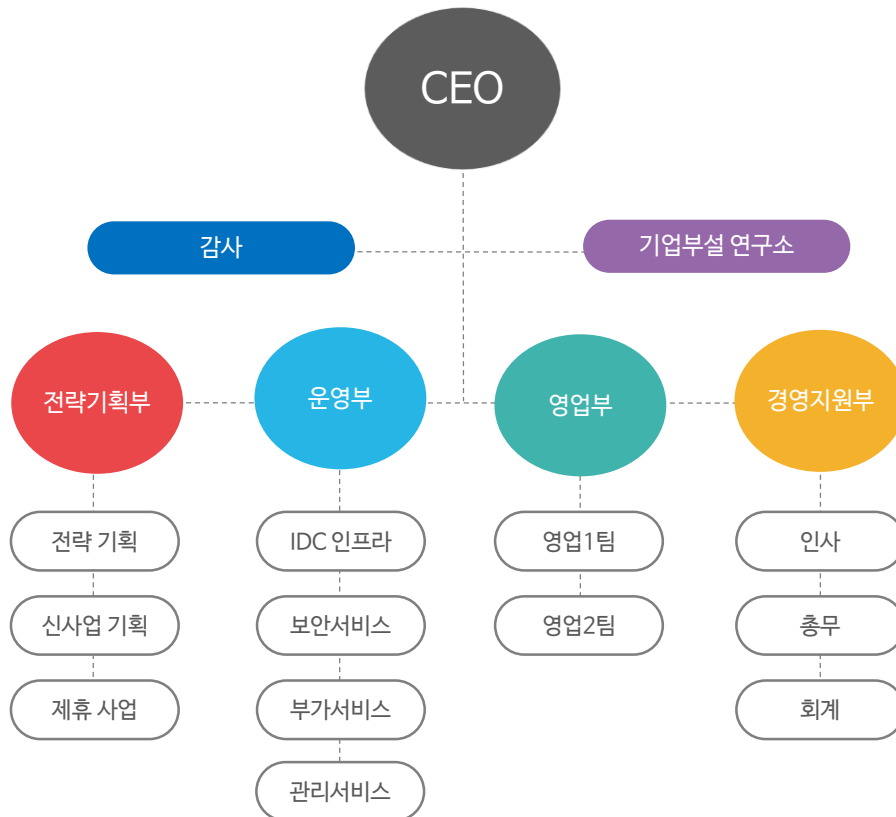 CEO
감사
기업부설 연구소
전략기획부
운영부
영업부
경영지원부
전략 기획
IDC 인프라
영업1팀
인사
신사업 기획
보안서비스
영업2팀
총무
제휴 사업
부가서비스
회계
관리서비스